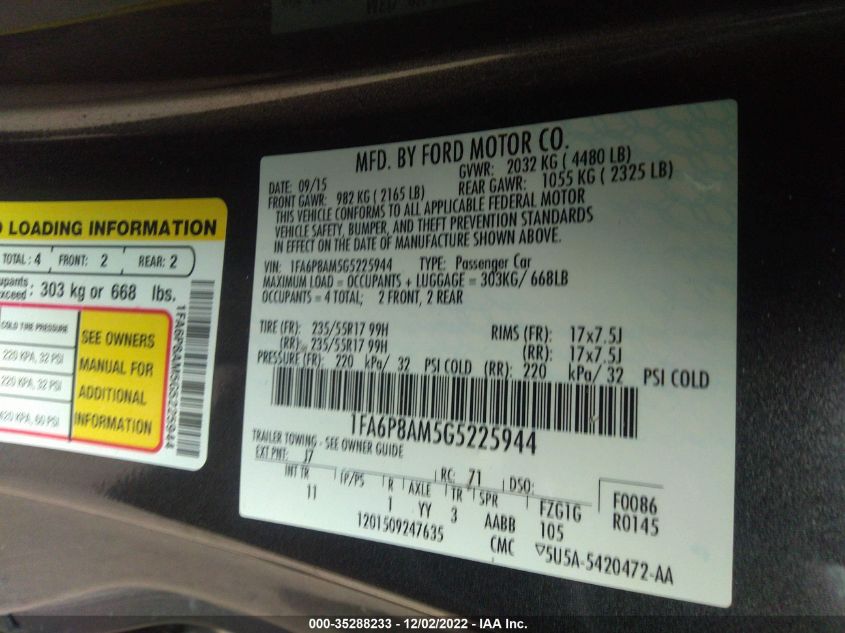 MFD. BY FORD MOTOR CO.
DATE: 09/15 GVWR: 2032 KG ( 4480 LB)
FRONT GAWR: 982 KG ( 2165 LB) REAR GAWR: 1055 KG ( 2325 LB)
THIS VEHICLE CONFORMS TO ALL APPLICABLE FEDERAL MOTOR
VEHICLE SAFETY, BUMPER, AND THEFT PREVENTION STANDARDS
IN EFFECT ON THE DATE OF MANUFACTURE SHOWN ABOVE.
VIN: 1FA6P8AM5G5225944 TYPE: Passenger Car
MAXIMUM LOAD = OCCUPANTS + LUGGAGE = 303KG/ 668LB
OCCUPANTS = 4 TOTAL; 2 FRONT, 2 REAR
TIRE (FR): 235/55R17 99H RIMS (FR): 17x7.5J
(RR): 235/55R17 99H (RR): 17x7.5J
PRESSURE (FR): 220 kPa/ 32 PSI COLD (RR): 220 kPa/ 32 PSI COLD
1FA6P8AM5G5225944
TRAILER TOWING - SEE OWNER GUIDE
EXT PNT: J7 RC: 71 DSO:
INT TR TP/PS R AXLE TR SPR FZGTG F0086
11 1 YY 3 AABB 105 R0145
1201509247635 CMC 5U5A-5420472-AA
LOADING INFORMATION
TOTAL : 4 FRONT: 2 REAR: 2
303 kg or 668 lbs.
COLD TIRE PRESSURE
220 KPA, 32 PSI
220 KPA, 32 PSI
420 KPA, 60 PSI
SEE OWNERS
MANUAL FOR
ADDITIONAL
INFORMATION
1FA6P8AM5G5225944
000-35288233 - 12/02/2022 - IAA Inc.